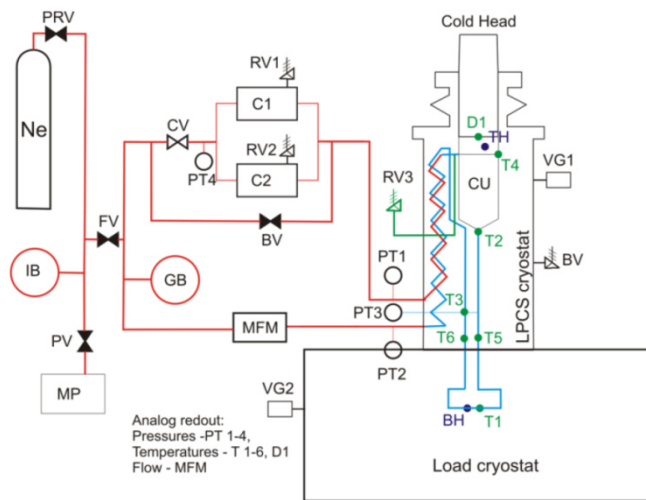 PRV
Cold Head
Ne
RV1
C1
CV
RV2
PT4
C2
FV
BV
IB
GB
PV
MP
MFM
D1
TH
T4
CU
RV3
T2
VG1
BV
LPCS cryostat
PT1
PT3
T3
T6
T5
PT2
VG2
BH
T1
Load cryostat
Analog redout:
Pressures -PT 1-4,
Temperatures - T 1-6, D1
Flow - MFM